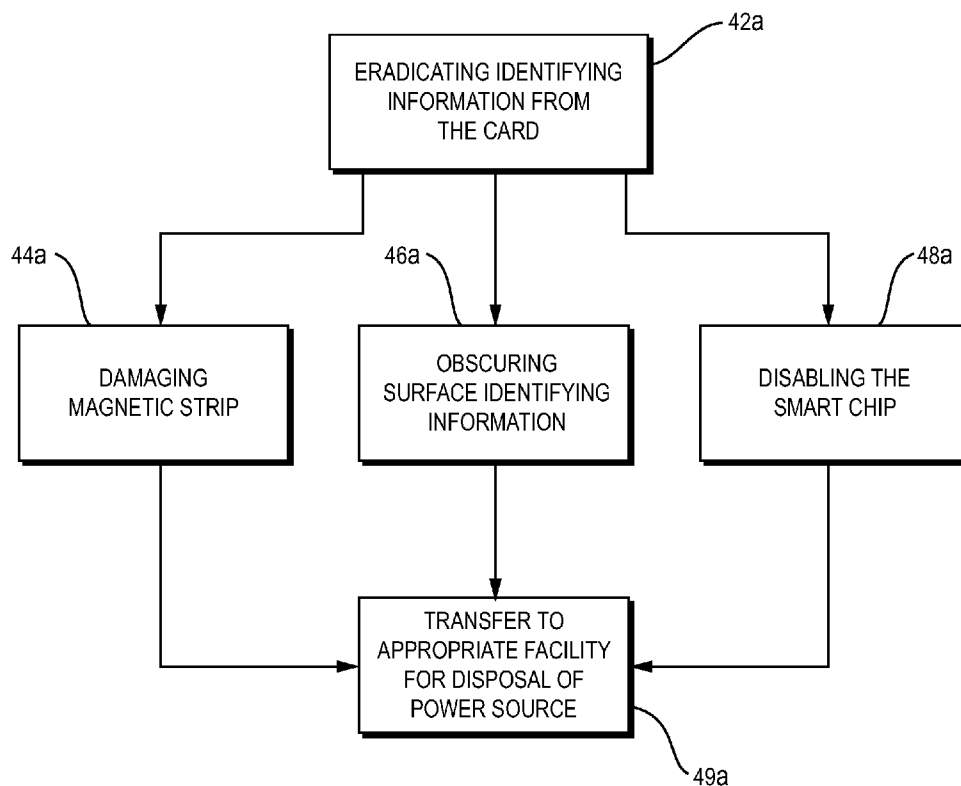 42a
ERADICATING IDENTIFYING
INFORMATION FROM
THE CARD
44a
46a
48a
DAMAGING
MAGNETIC STRIP
OBSCURING
SURFACE IDENTIFYING
INFORMATION
DISABLING THE
SMART CHIP
TRANSFER TO
APPROPRIATE FACILITY
FOR DISPOSAL OF
POWER SOURCE
49a